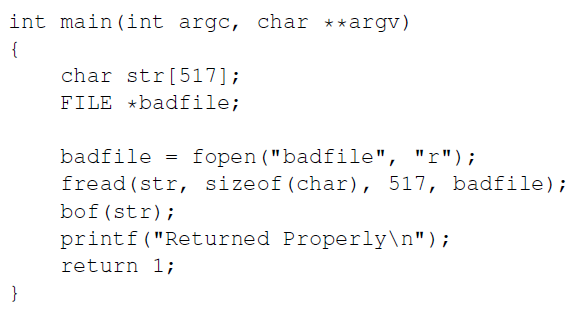 int main(int argc, char **argv)
{
    char str[517];
    FILE *badfile;

    badfile = fopen("badfile", "r");
    fread(str, sizeof(char), 517, badfile);
    bof(str);
    printf("Returned Properly\n");
    return 1;
}